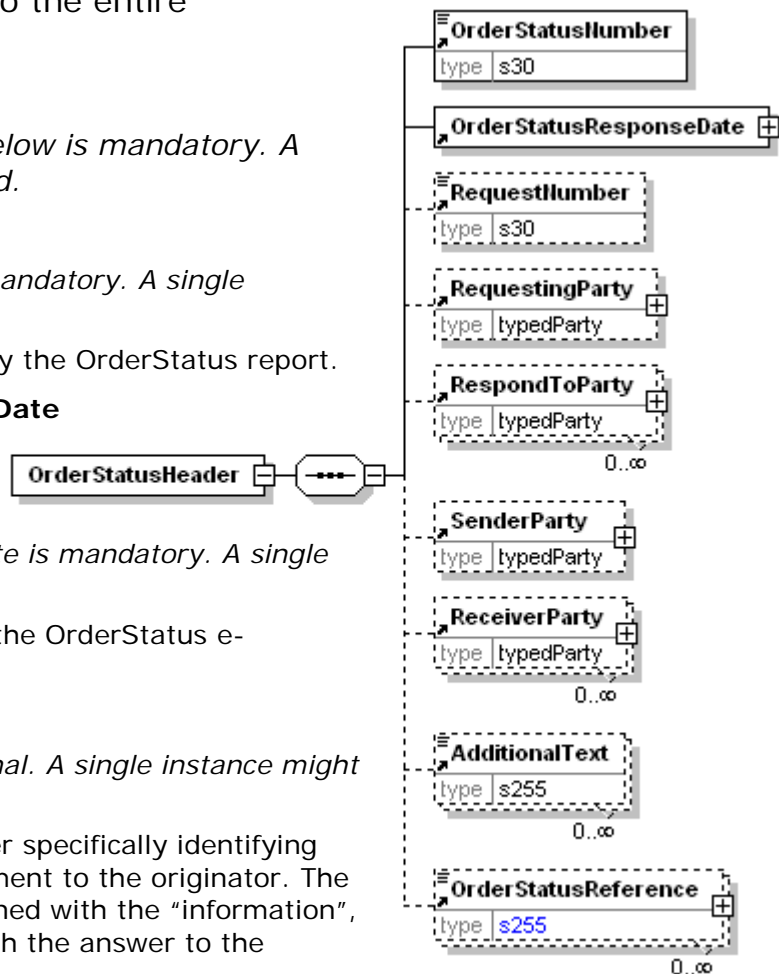 o the entire
elow is mandatory. A
d.
andatory. A single
y the OrderStatus report.
Date
te is mandatory. A single
the OrderStatus e-
nal. A single instance might
er specifically identifying
nent to the originator. The
ned with the "information",
th the answer to the
OrderStatusHeader
OrderStatusNumber
type s30
OrderStatusResponseDate
RequestNumber
type s30
RequestingParty
type typedParty
RespondToParty
type typedParty
0..∞
SenderParty
type typedParty
ReceiverParty
type typedParty
0..∞
AdditionalText
type s255
0..∞
OrderStatusReference
type s255
0..∞